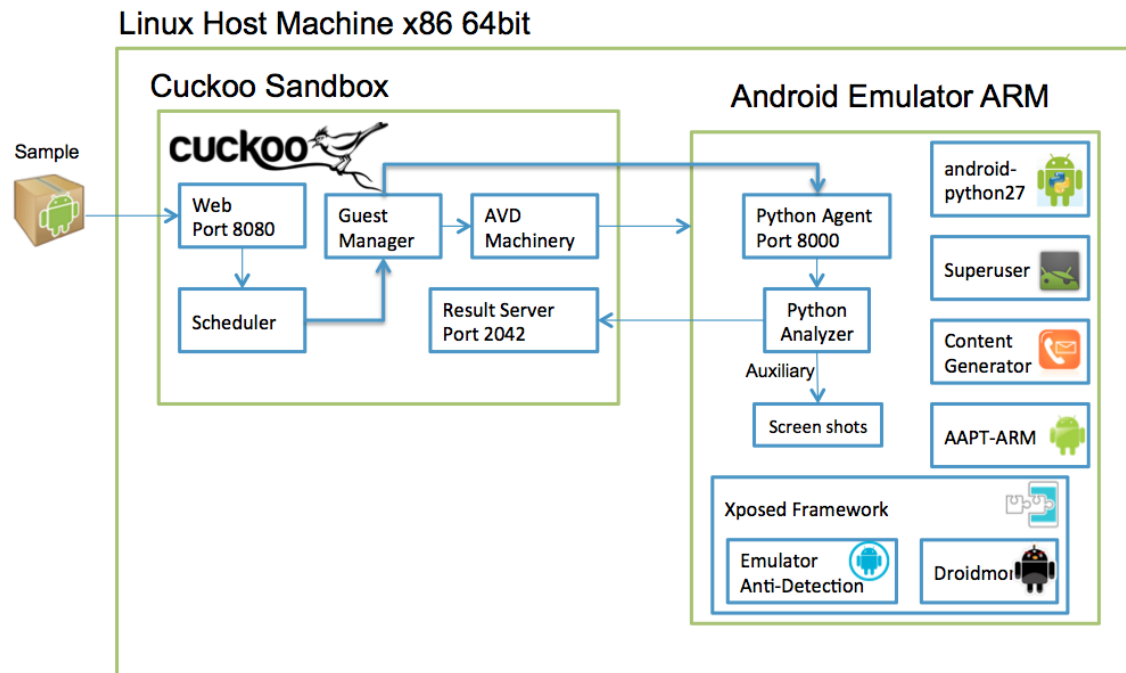 Linux Host Machine x86 64bit
Cuckoo Sandbox
Android Emulator ARM
Sample
cuckoo
Web
Port 8080
Guest
Manager
AVD
Machinery
Python Agent
Port 8000
android-
python27
Superuser
Scheduler
Result Server
Port 2042
Python
Analyzer
Content
Generator
Auxiliary
Screen shots
AAPT-ARM
Xposed Framework
Emulator
Anti-Detection
Droidmon